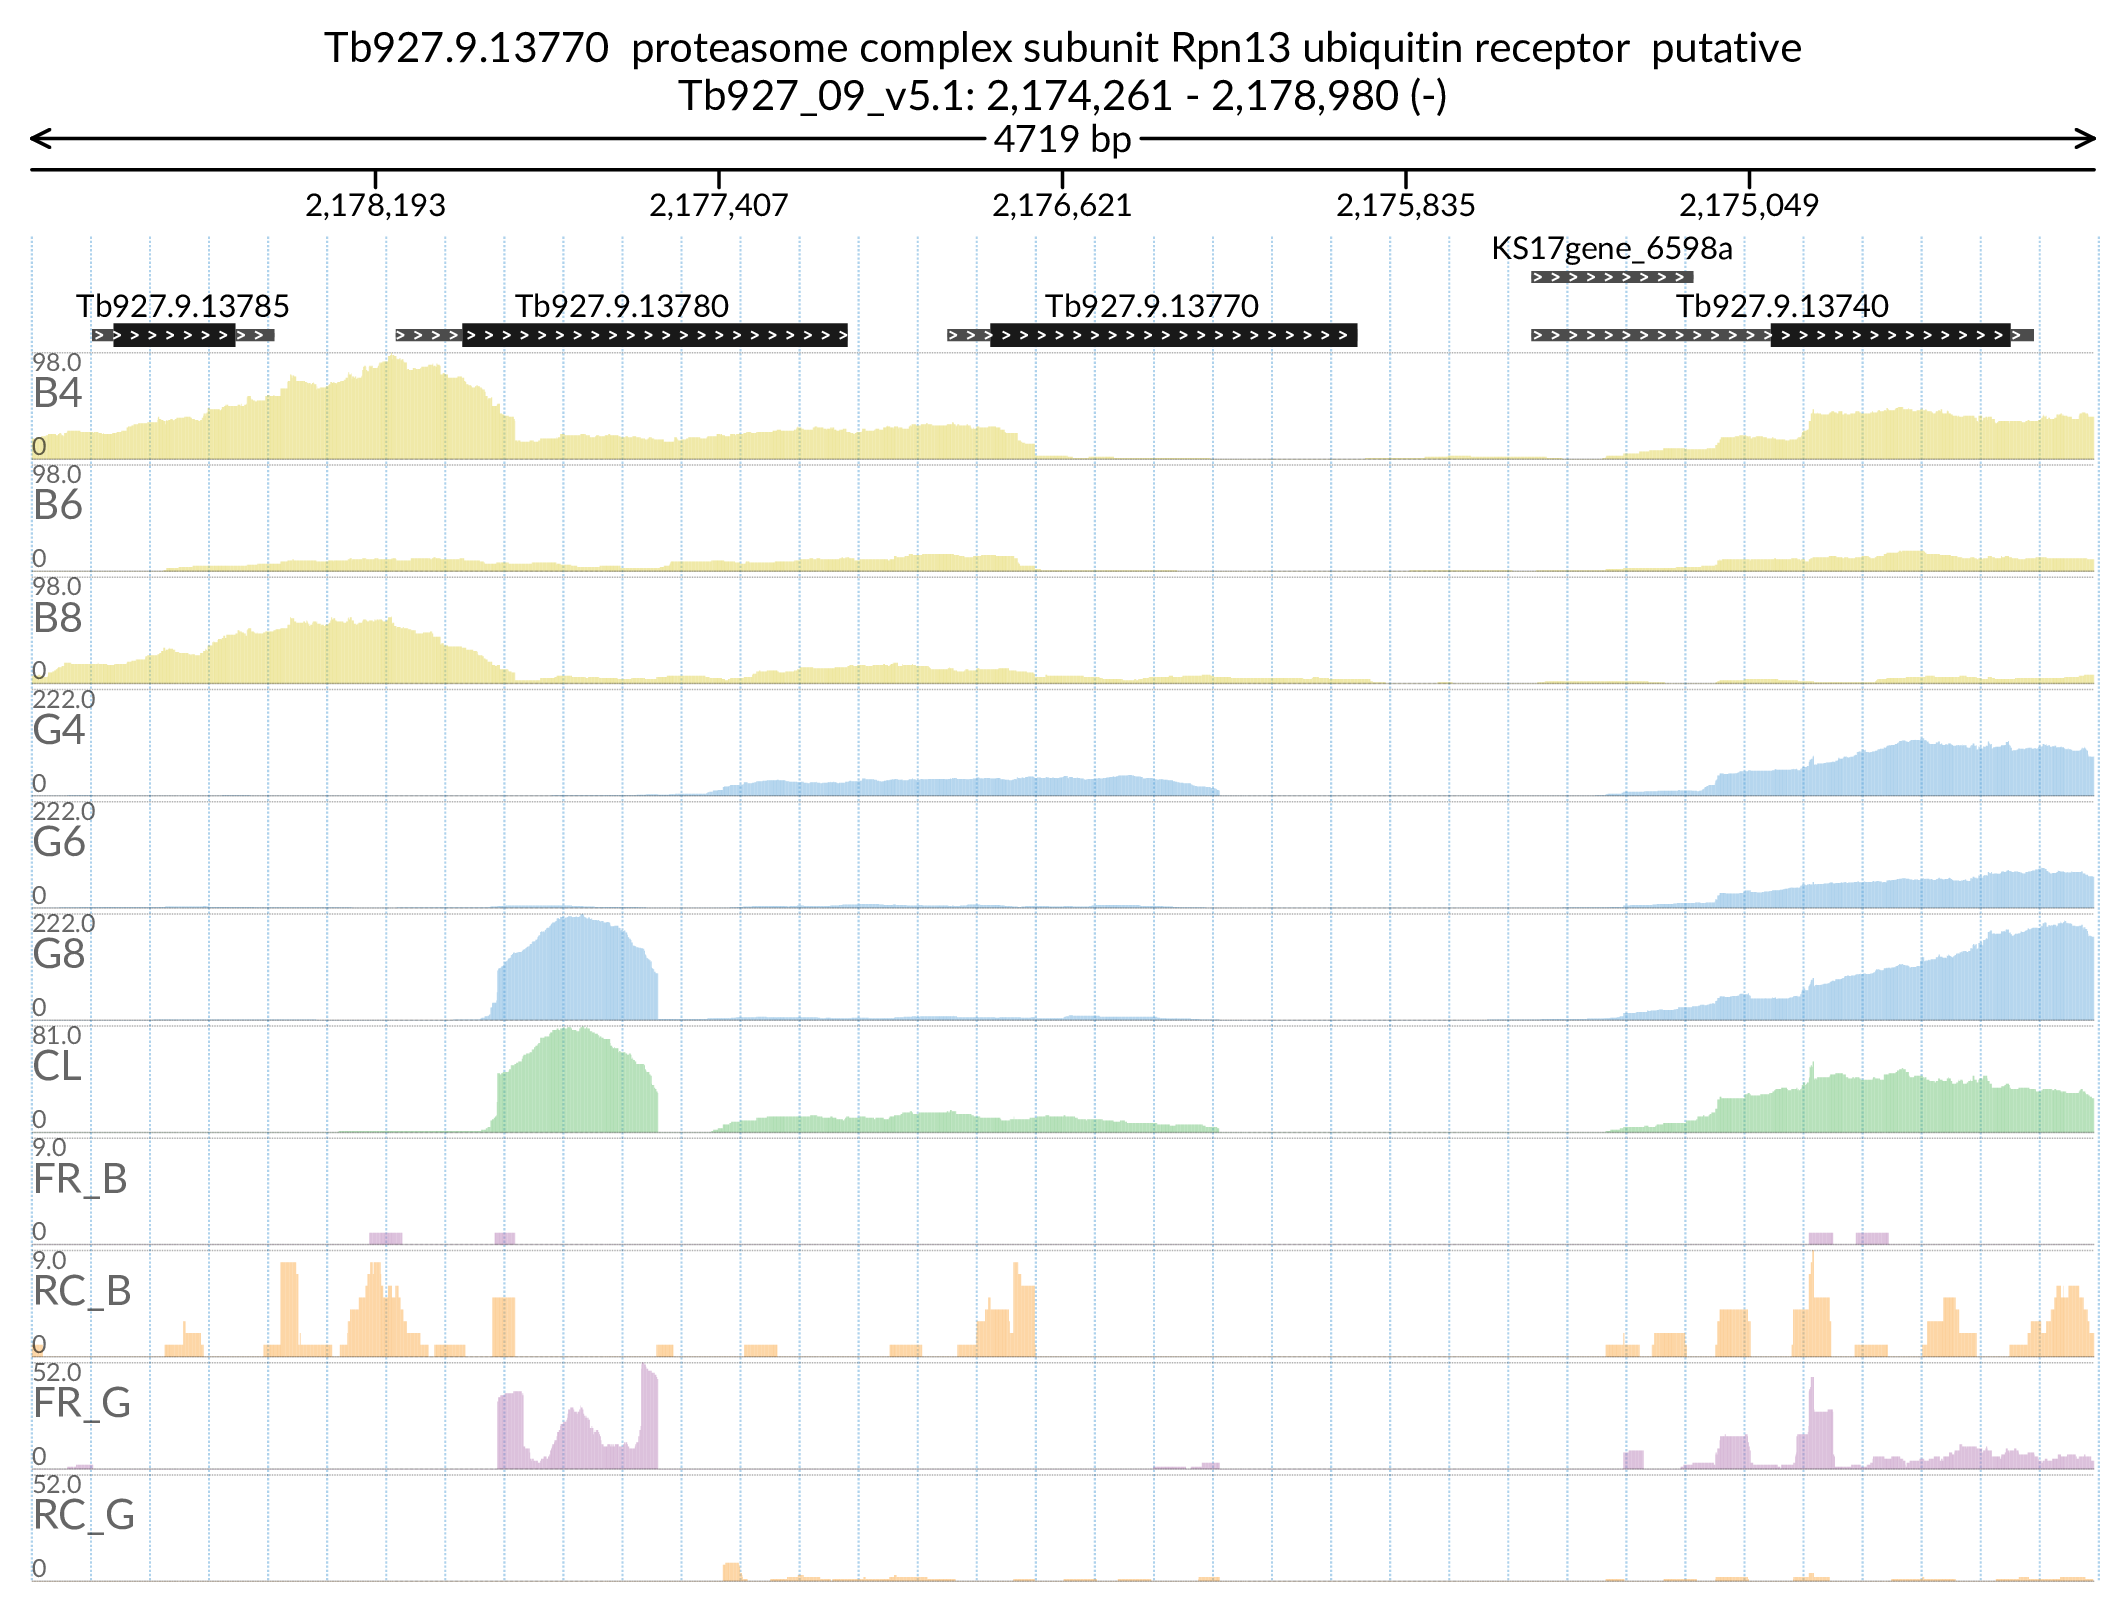 Tb927.9.13770  proteasome complex subunit Rpn13 ubiquitin receptor  putative
Tb927_09_v5.1: 2,174,261 - 2,178,980 (-)
4719 bp
2,178,193 2,177,407 2,176,621 2,175,835 2,175,049
KS17gene_6598a
Tb927.9.13785 Tb927.9.13780 Tb927.9.13770 Tb927.9.13740
98.0
B4
0
98.0
B6
0
98.0
B8
0
222.0
G4
0
222.0
G6
0
222.0
G8
0
81.0
CL
0
9.0
FR_B
0
9.0
RC_B
0
52.0
FR_G
0
52.0
RC_G
0